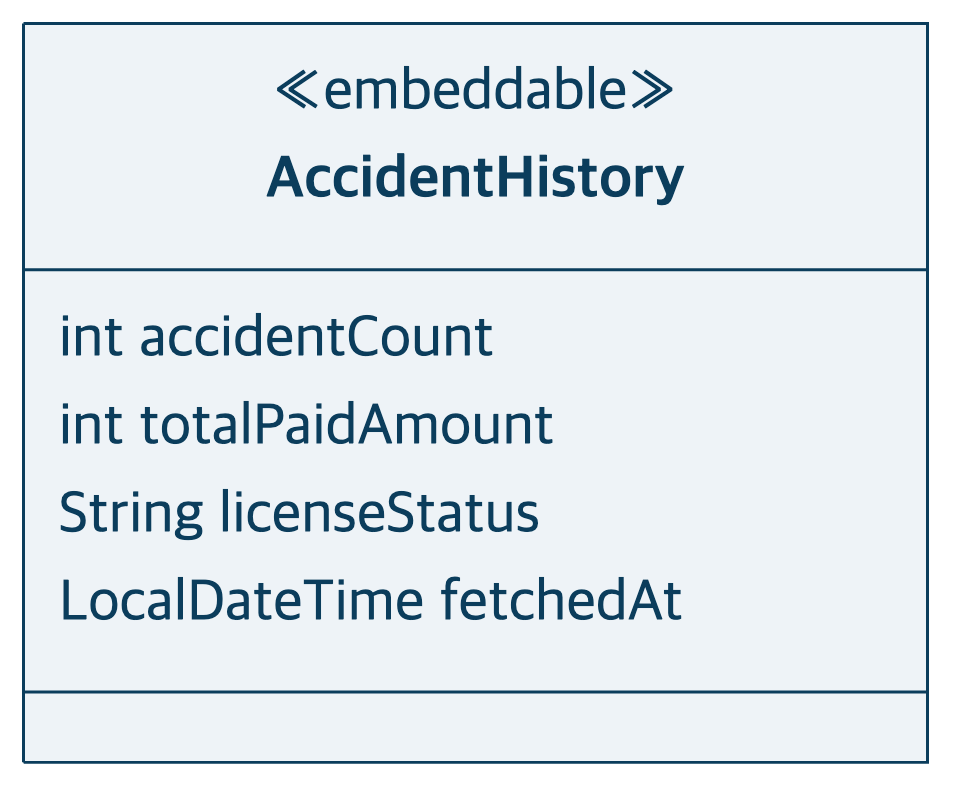 ≪embeddable≫
AccidentHistory
int accidentCount
int totalPaidAmount
String licenseStatus
LocalDateTime fetchedAt